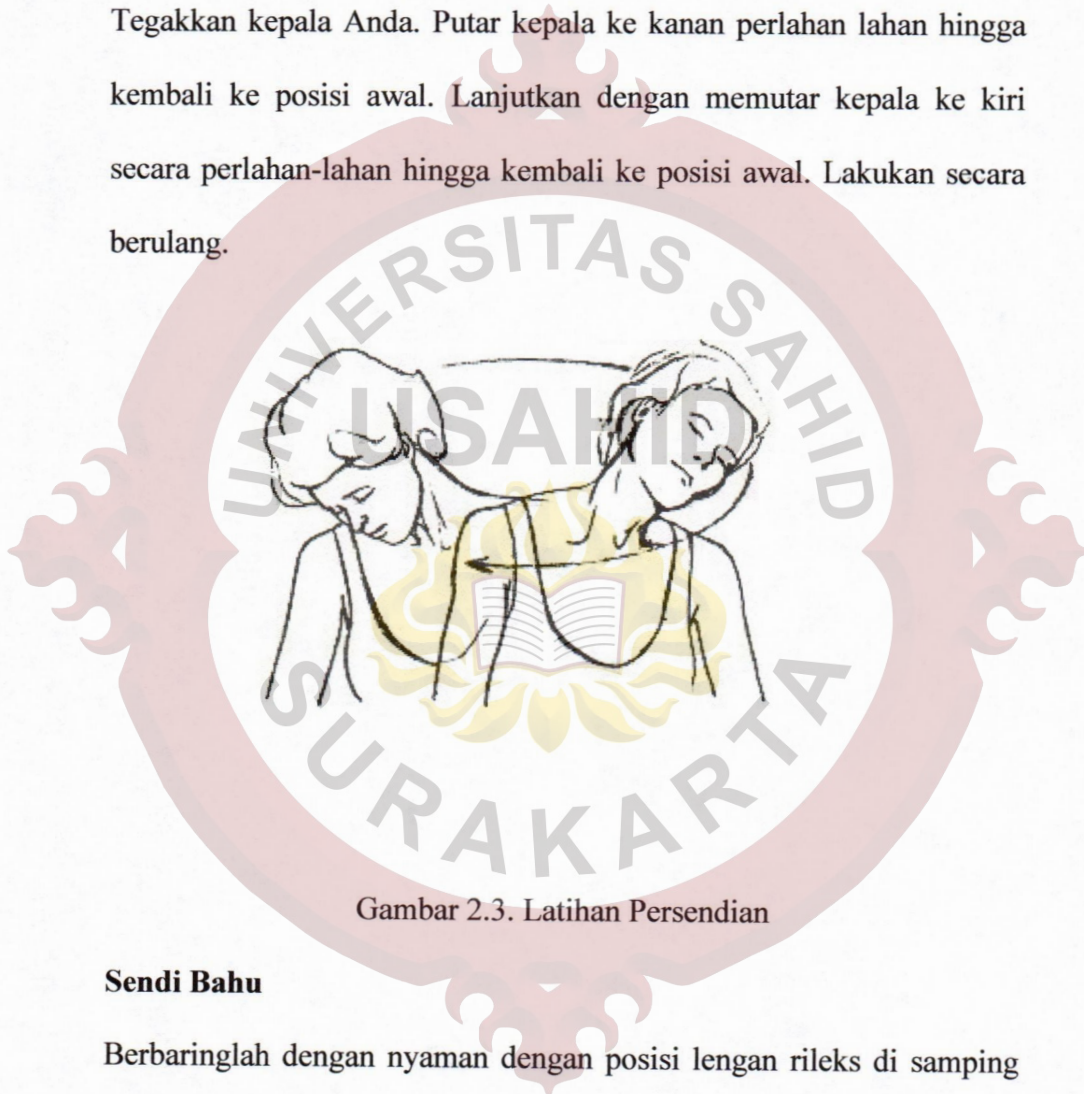 Tegakkan kepala Anda. Putar kepala ke kanan perlahan lahan hingga
kembali ke posisi awal. Lanjutkan dengan memutar kepala ke kiri
secara perlahan-lahan hingga kembali ke posisi awal. Lakukan secara
berulang.
UNIVERSITAS SAHID
USAHID
SURAKARTA
Gambar 2.3. Latihan Persendian
Sendi Bahu
Berbaringlah dengan nyaman dengan posisi lengan rileks di samping